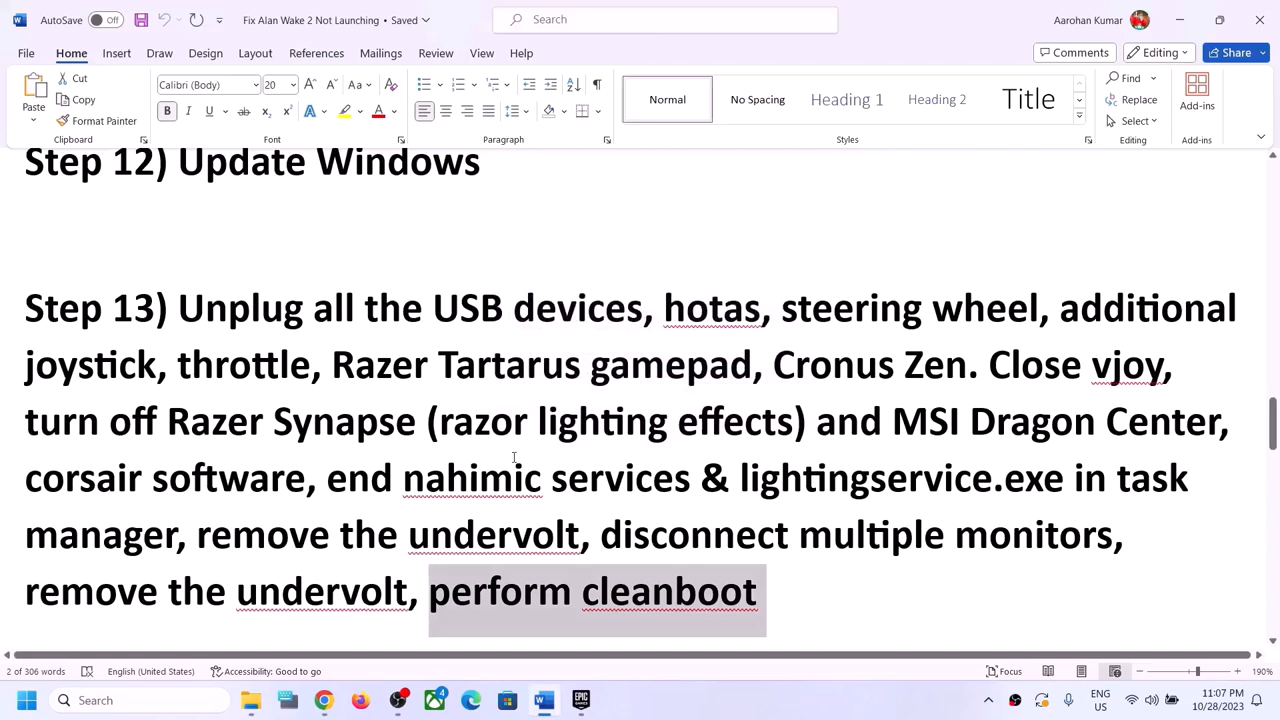 AutoSave Off Fix Alan Wake 2 Not Launching • Saved Search Aarohan Kumar
File Home Insert Draw Design Layout References Mailings Review View Help Comments Editing Share
Paste Cut Calibri (Body) 20 Normal No Spacing Heading 1 Heading 2 Title Find Add-ins
Copy Replace
Format Painter Select
Clipboard Font Paragraph Styles Editing Add-ins
Step 12) Update Windows
Step 13) Unplug all the USB devices, hotas, steering wheel, additional
joystick, throttle, Razer Tartarus gamepad, Cronus Zen. Close vjoy,
turn off Razer Synapse (razor lighting effects) and MSI Dragon Center,
corsair software, end nahimic services & lightingservice.exe in task
manager, remove the undervolt, disconnect multiple monitors,
remove the undervolt, perform cleanboot
2 of 306 words English (United States) Accessibility: Good to go Focus 190%
Search 4 EPIC GAMES ENG US 11:07 PM 10/28/2023